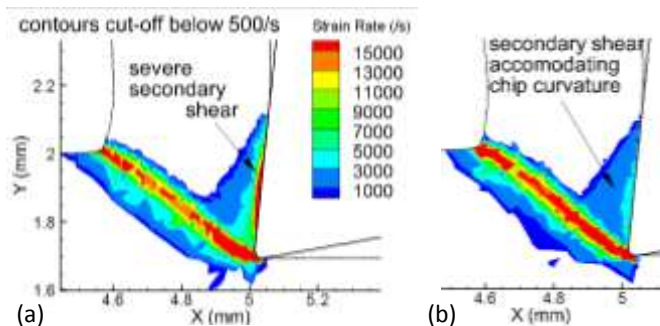 contours cut-off below 500/s
Strain Rate (/s)
15000
13000
11000
9000
7000
5000
3000
1000
severe
secondary
shear
Y (mm)
2.2
2
1.8
1.6
4.6
4.8
5
5.2
X (mm)
(a)
secondary shear
accomodating
chip curvature
4.6
4.8
5
X (mm)
(b)